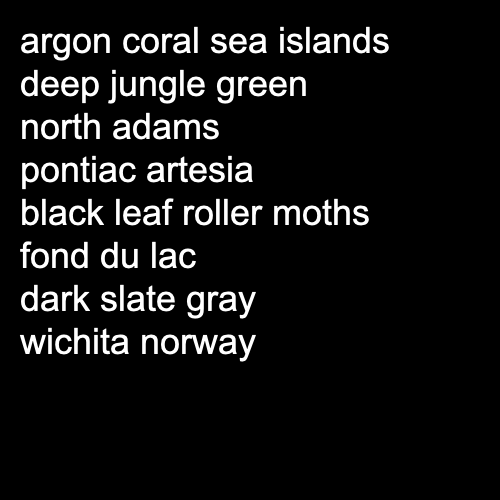 argon coral sea islands
deep jungle green
north adams
pontiac artesia
black leaf roller moths
fond du lac
dark slate gray
wichita norway